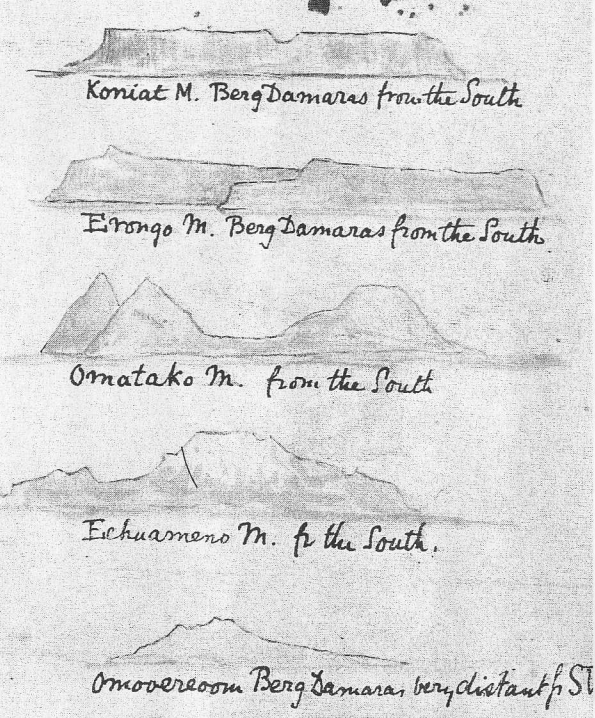 Koniat M. Berg Damaras from the South
Erongo M. Berg Damaras from the South
Omatako M. from the South
Echuameno M. fr the South.
Omovereoom Berg Damaras very distant fr S